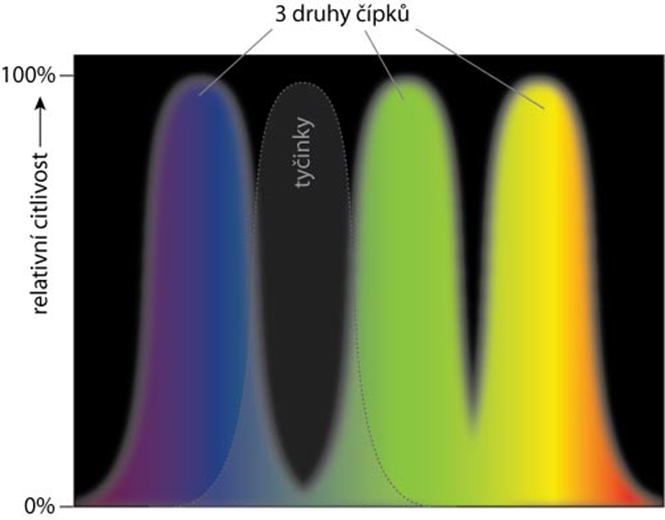 3 druhy čípků
100%
relativní citlivost
tyčinky
0%